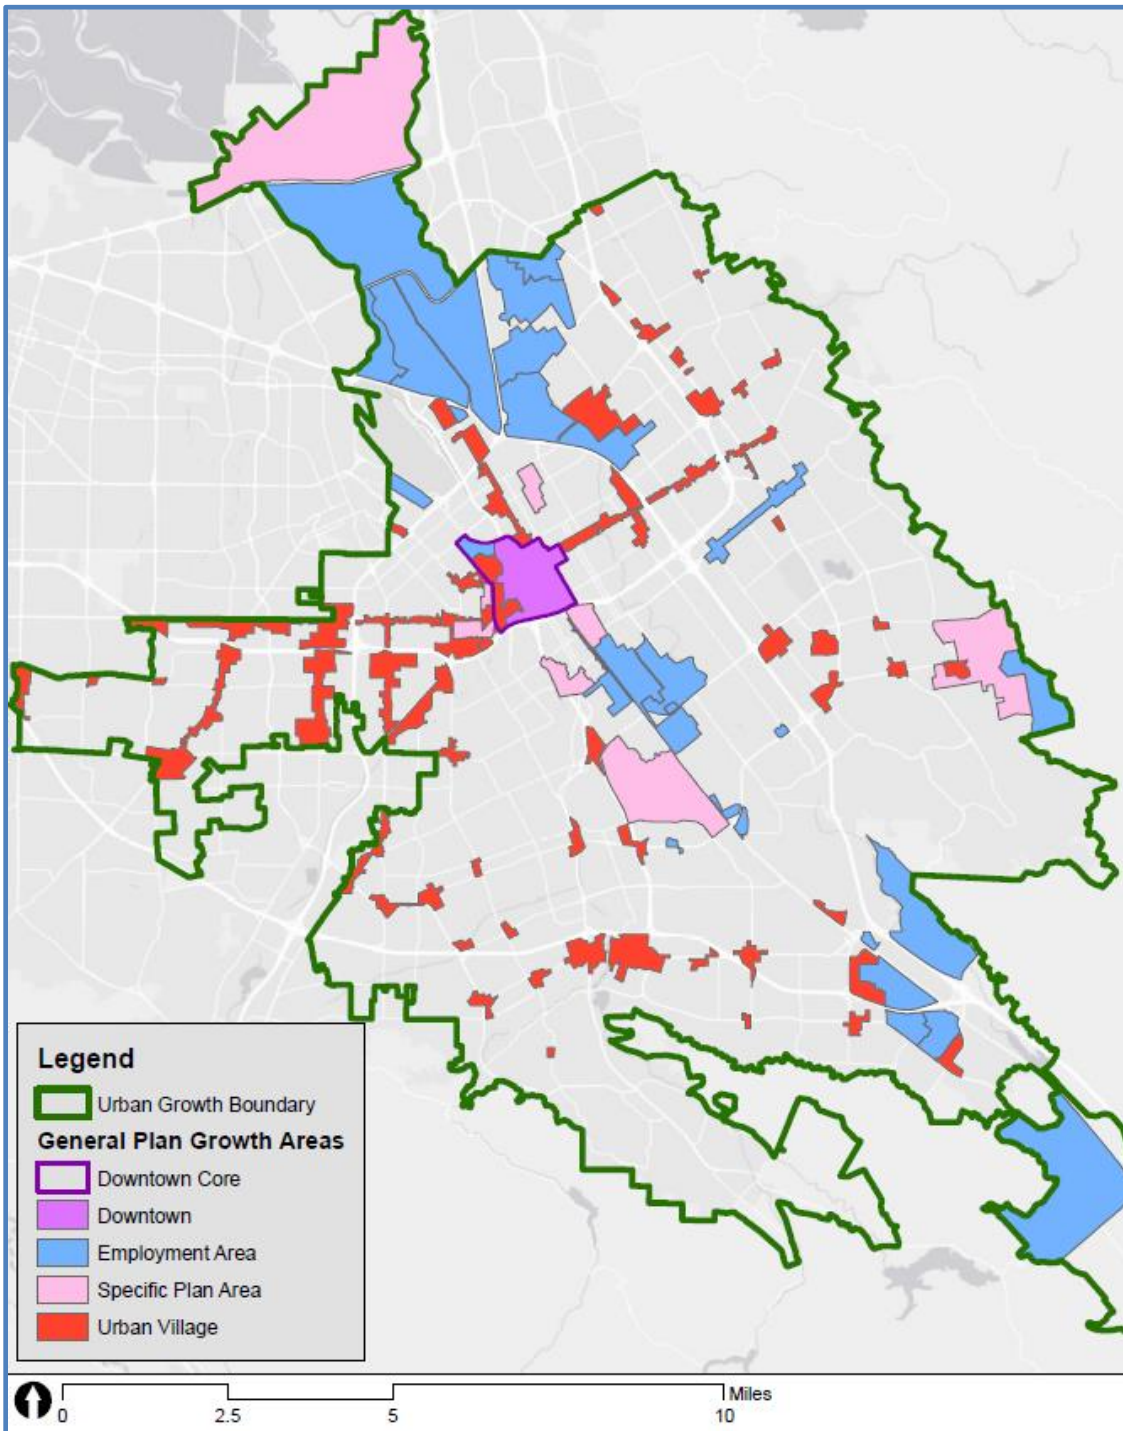 Legend
Urban Growth Boundary
General Plan Growth Areas
Downtown Core
Downtown
Employment Area
Specific Plan Area
Urban Village
Miles
0 2.5 5 10